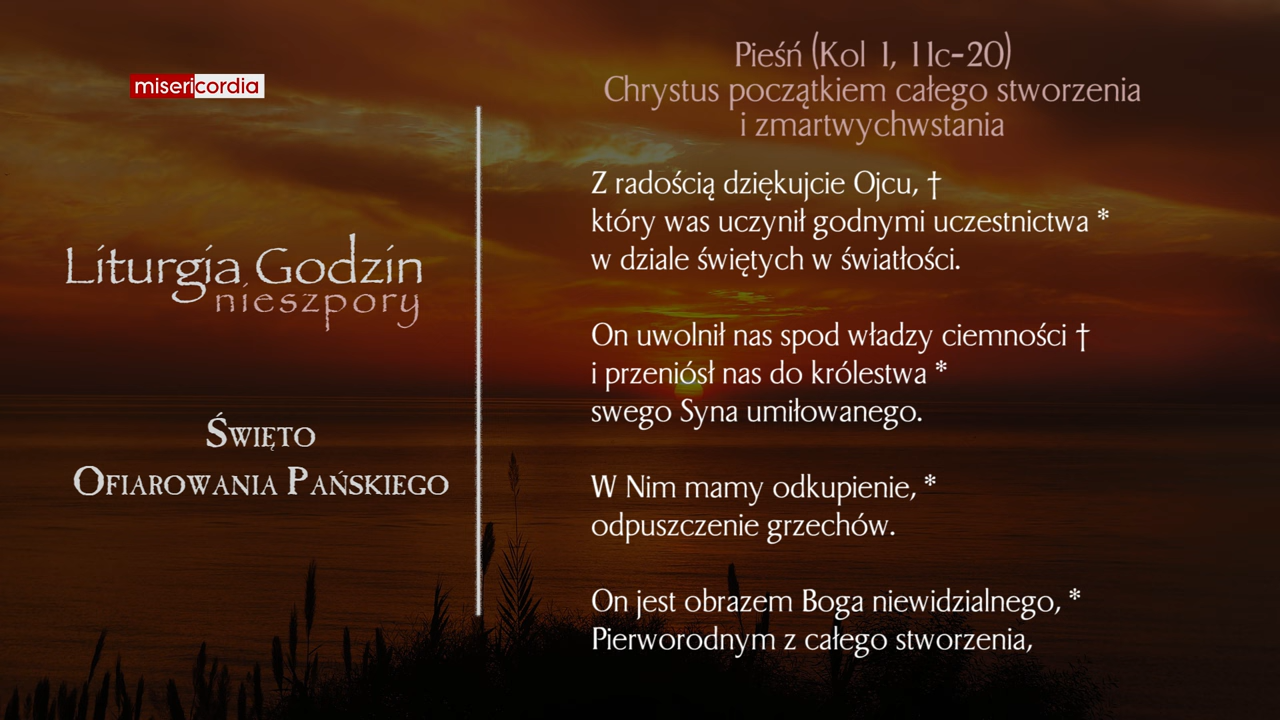 misericordia
Liturgia Godzin
nieszpory
Święto
Ofiarowania Pańskiego
Pieśń (Kol 1, 11c-20)
Chrystus początkiem całego stworzenia
i zmartwychwstania
Z radością dziękujcie Ojcu, †
który was uczynił godnymi uczestnictwa *
w dziale świętych w światłości.
On uwolnił nas spod władzy ciemności †
i przeniósł nas do królestwa *
swego Syna umiłowanego.
W Nim mamy odkupienie, *
odpuszczenie grzechów.
On jest obrazem Boga niewidzialnego, *
Pierworodnym z całego stworzenia,